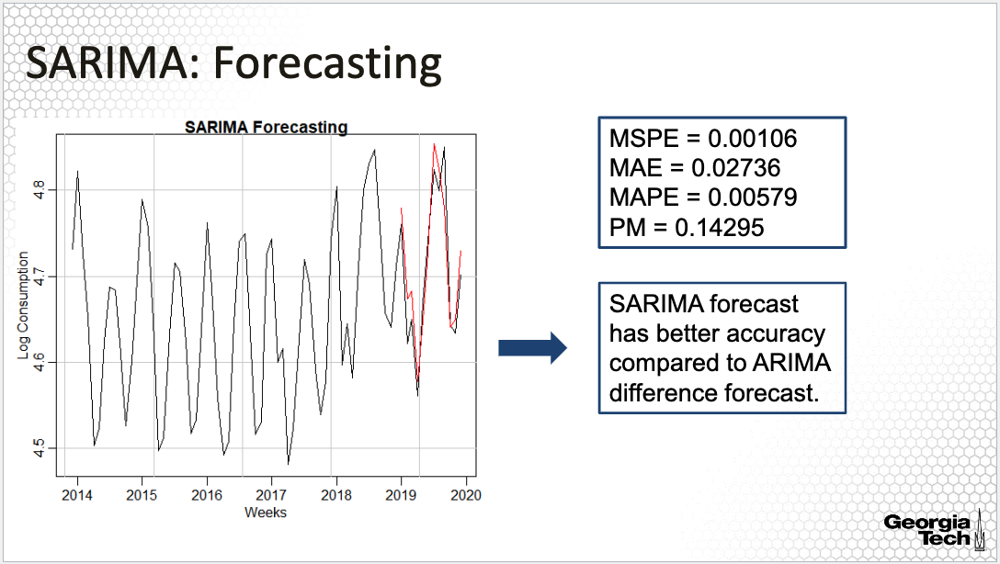 SARIMA: Forecasting
SARIMA Forecasting
Log Consumption
4.8
4.7
4.6
4.5
2014 2015 2016 2017 2018 2019 2020
Weeks
MSPE = 0.00106
MAE = 0.02736
MAPE = 0.00579
PM = 0.14295
SARIMA forecast
has better accuracy
compared to ARIMA
difference forecast.
Georgia
Tech